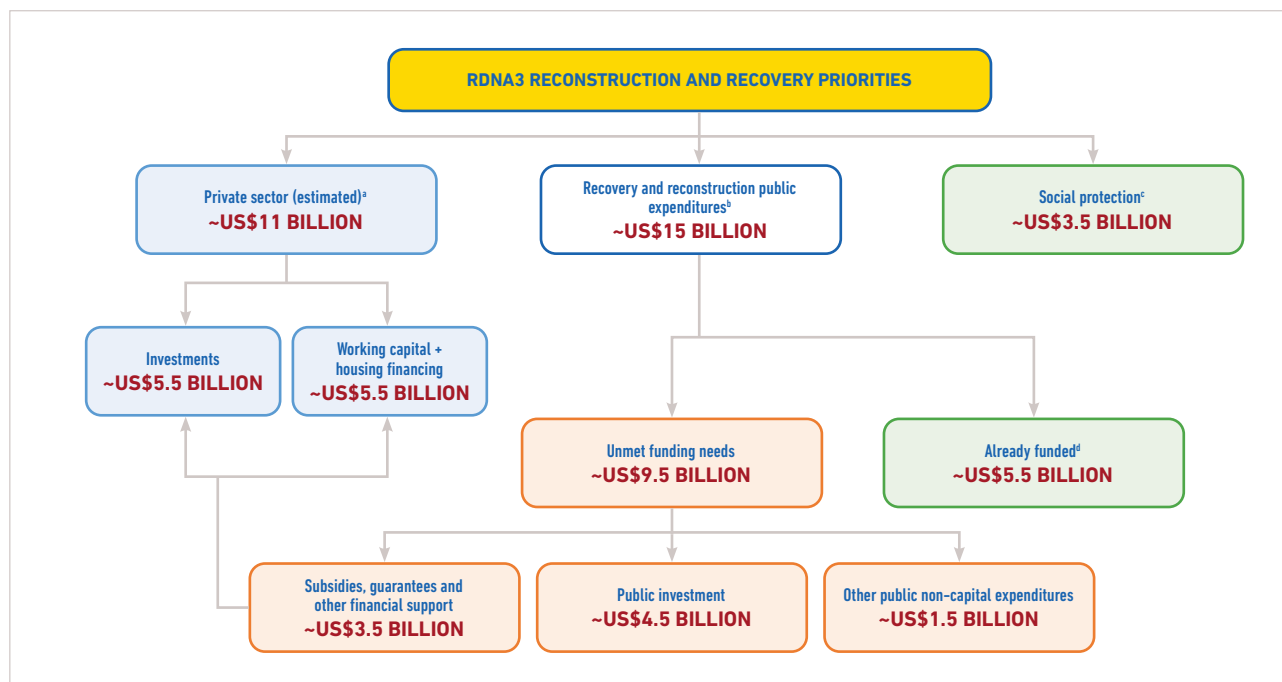 RDNA3 RECONSTRUCTION AND RECOVERY PRIORITIES
Private sector (estimated)ᵃ
~US$11 BILLION
Recovery and reconstruction public
expendituresᵇ
~US$15 BILLION
Social protectionᶜ
~US$3.5 BILLION
Investments
~US$5.5 BILLION
Working capital +
housing financing
~US$5.5 BILLION
Unmet funding needs
~US$9.5 BILLION
Already fundedᵈ
~US$5.5 BILLION
Subsidies, guarantees and
other financial support
~US$3.5 BILLION
Public investment
~US$4.5 BILLION
Other public non-capital expenditures
~US$1.5 BILLION